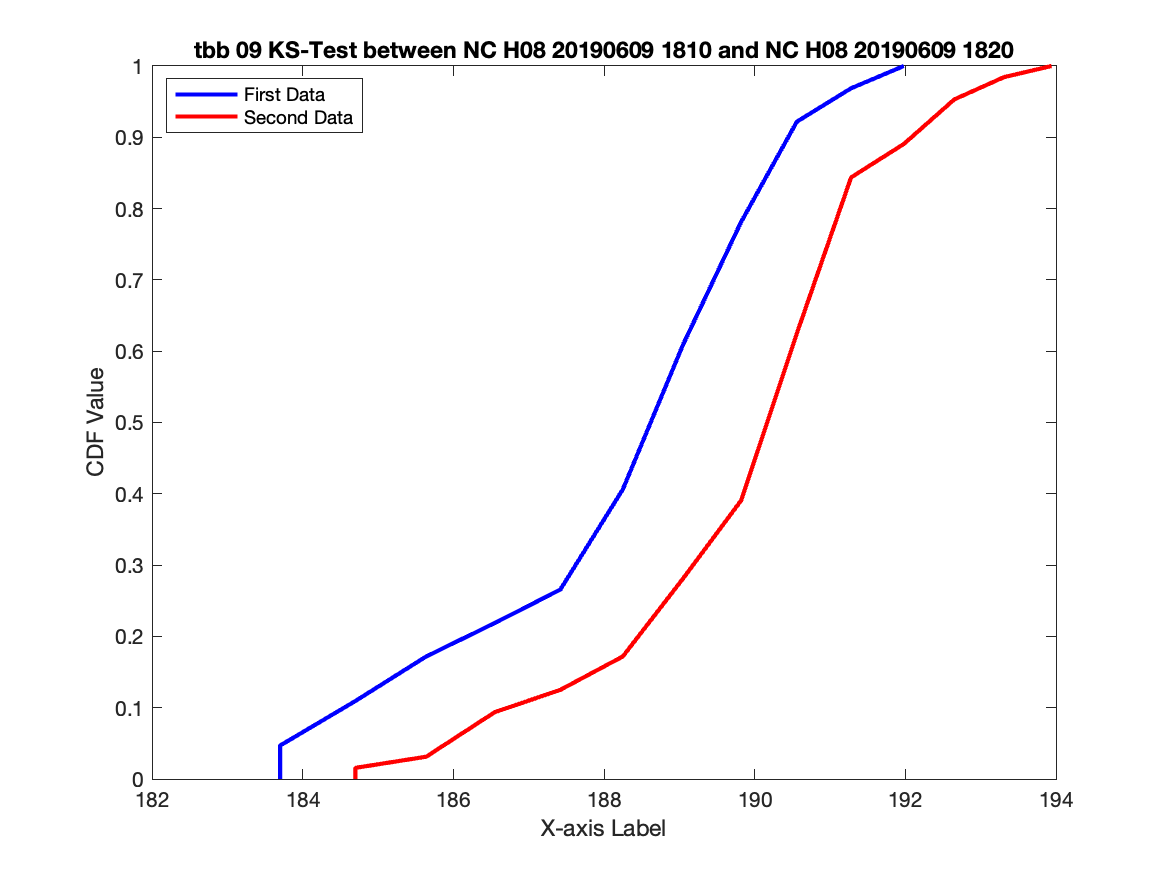 tbb 09 KS-Test between NC H08 20190609 1810 and NC H08 20190609 1820
First Data
Second Data
1
0.9
0.8
0.7
0.6
0.5
0.4
0.3
0.2
0.1
0
CDF Value
182 184 186 188 190 192 194
X-axis Label